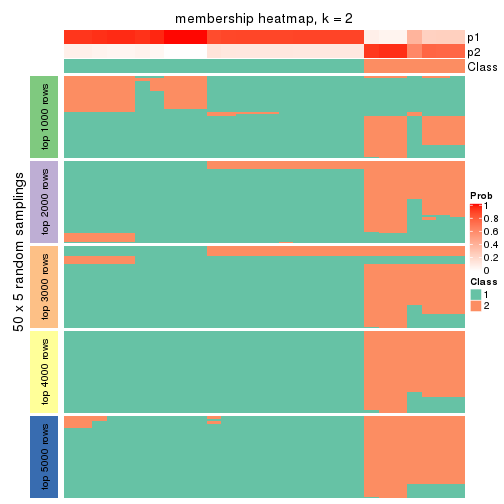 membership heatmap, k = 2
p1
p2
Class
50 x 5 random samplings
top 1000 rows
top 2000 rows
top 3000 rows
top 4000 rows
top 5000 rows
Prob
1
0.8
0.6
0.4
0.2
0
Class
1
2